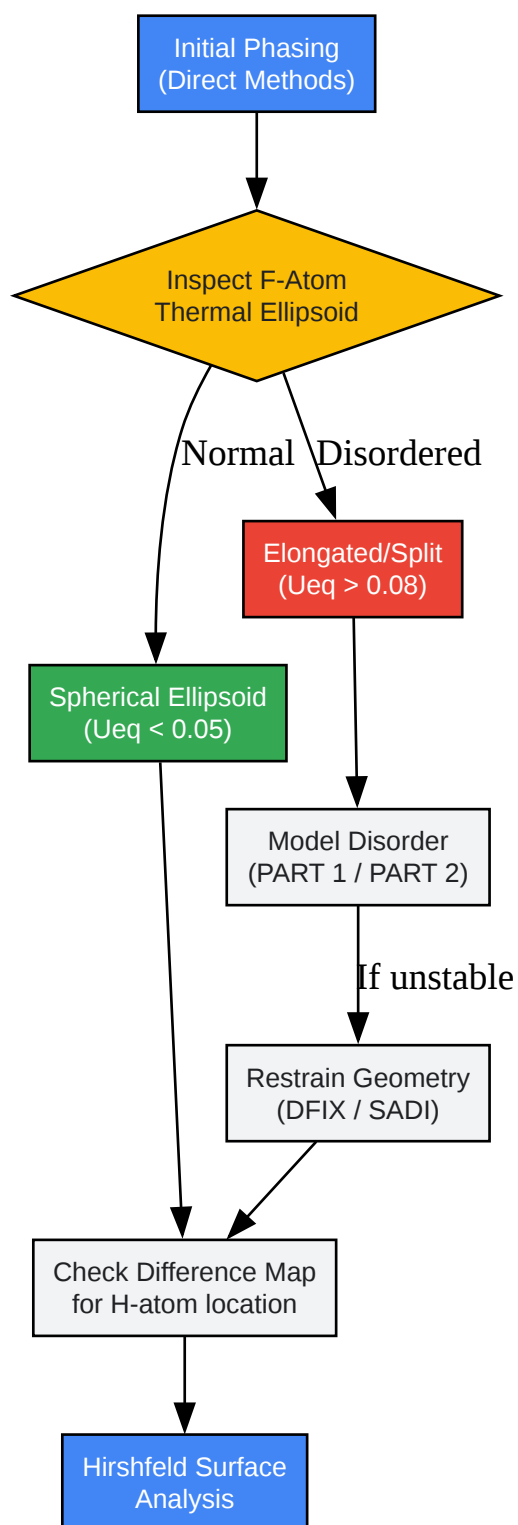 Initial Phasing
(Direct Methods)
Inspect F-Atom
Thermal Ellipsoid
Normal
Disordered
Elongated/Split
(Ueq > 0.08)
Spherical Ellipsoid
(Ueq < 0.05)
Model Disorder
(PART 1 / PART 2)
If unstable
Restrain Geometry
(DFIX / SADI)
Check Difference Map
for H-atom location
Hirshfeld Surface
Analysis